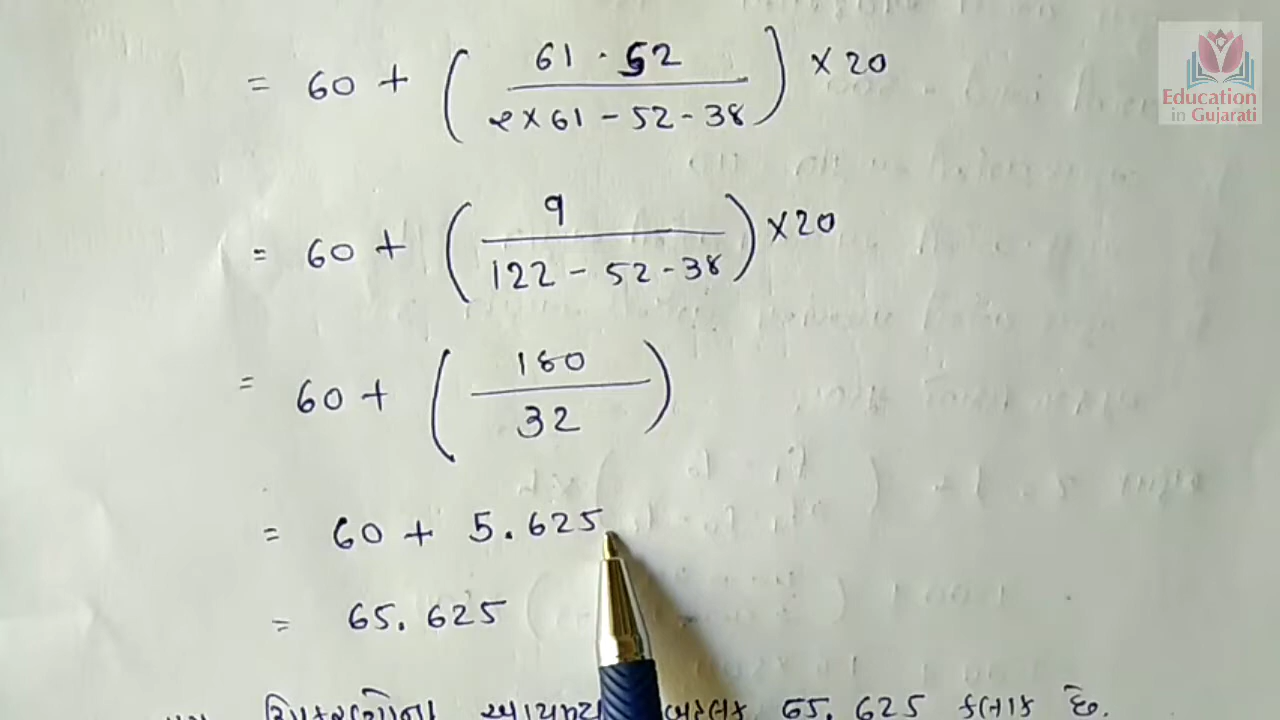 Education
in Gujarati
= 60 + ( 61 - 52 / ર × 61 - 52 - 38 ) × 20
= 60 + ( 9 / 122 - 52 - 38 ) × 20
= 60 + ( 180 / 32 )
= 60 + 5.625
= 65.625
65.625 કલાક છે.